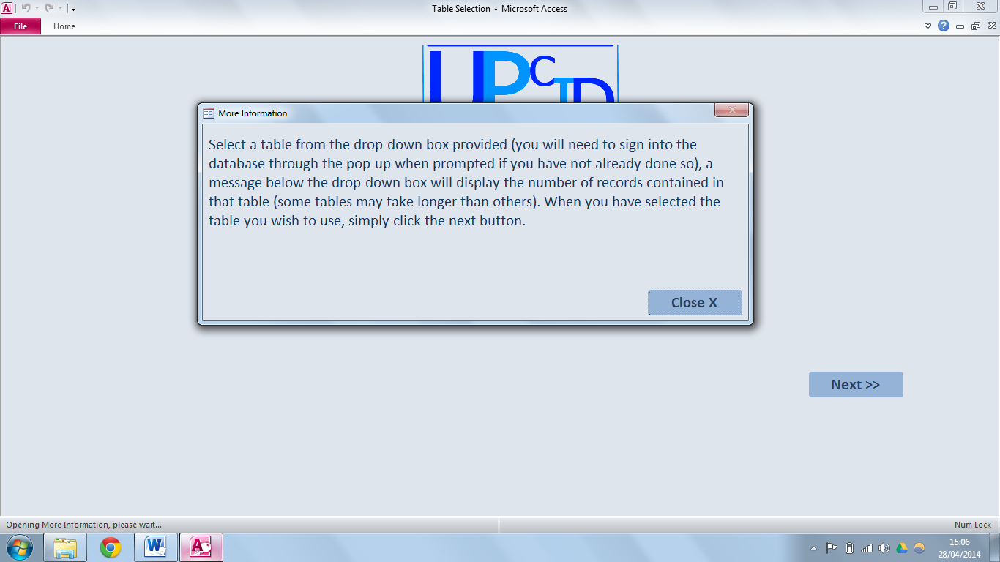 Table Selection - Microsoft Access
File
Home
UPCTD
More Information
Select a table from the drop-down box provided (you will need to sign into the
database through the pop-up when prompted if you have not already done so), a
message below the drop-down box will display the number of records contained in
that table (some tables may take longer than others). When you have selected the
table you wish to use, simply click the next button.
Close X
Next >>
Opening More Information, please wait...
Num Lock
15:06
28/04/2014